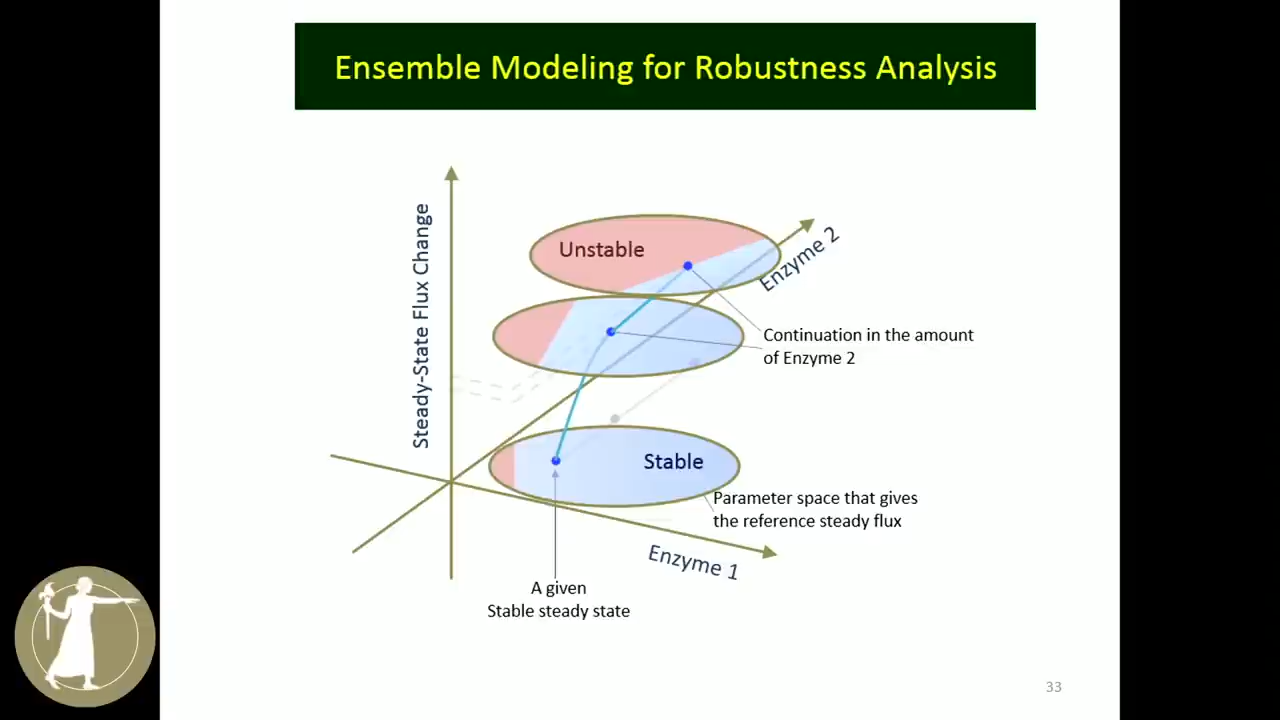 Ensemble Modeling for Robustness Analysis
Steady-State Flux Change
Unstable
Enzyme 2
Continuation in the amount
of Enzyme 2
Stable
Parameter space that gives
the reference steady flux
Enzyme 1
A given
Stable steady state
33